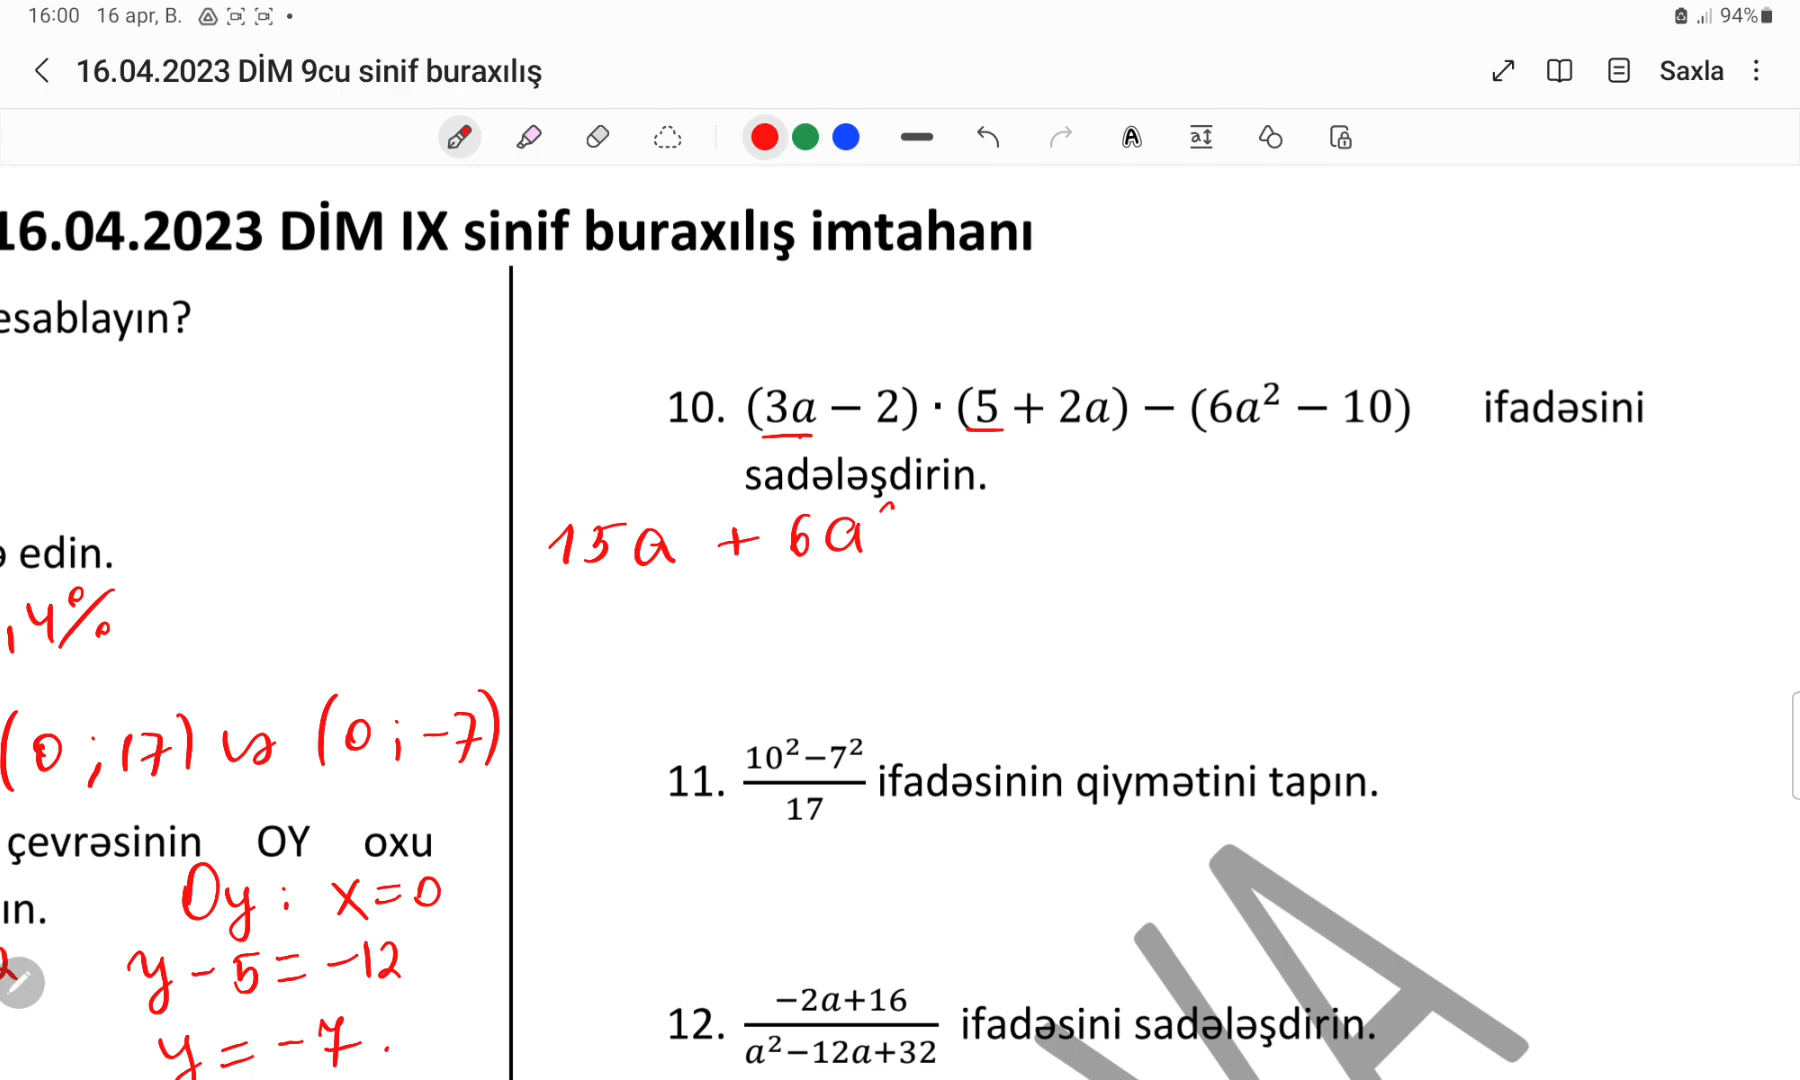 16:00 16 apr, B. 94%
16.04.2023 DİM 9cu sinif buraxılış
Saxla
16.04.2023 DİM IX sinif buraxılış imtahanı
esablayın?
edin.
,4%
(0 ; 17) və (0 ; -7)
çevrəsinin OY oxu
ın.
Oy : x = 0
y - 5 = -12
y = -7 .
10. (3a − 2) · (5 + 2a) − (6a² − 10) ifadəsini
sadələşdirin.
15a + 6a
11. \frac{10² − 7²}{17} ifadəsinin qiymətini tapın.
12. \frac{−2a+16}{a²−12a+32} ifadəsini sadələşdirin.